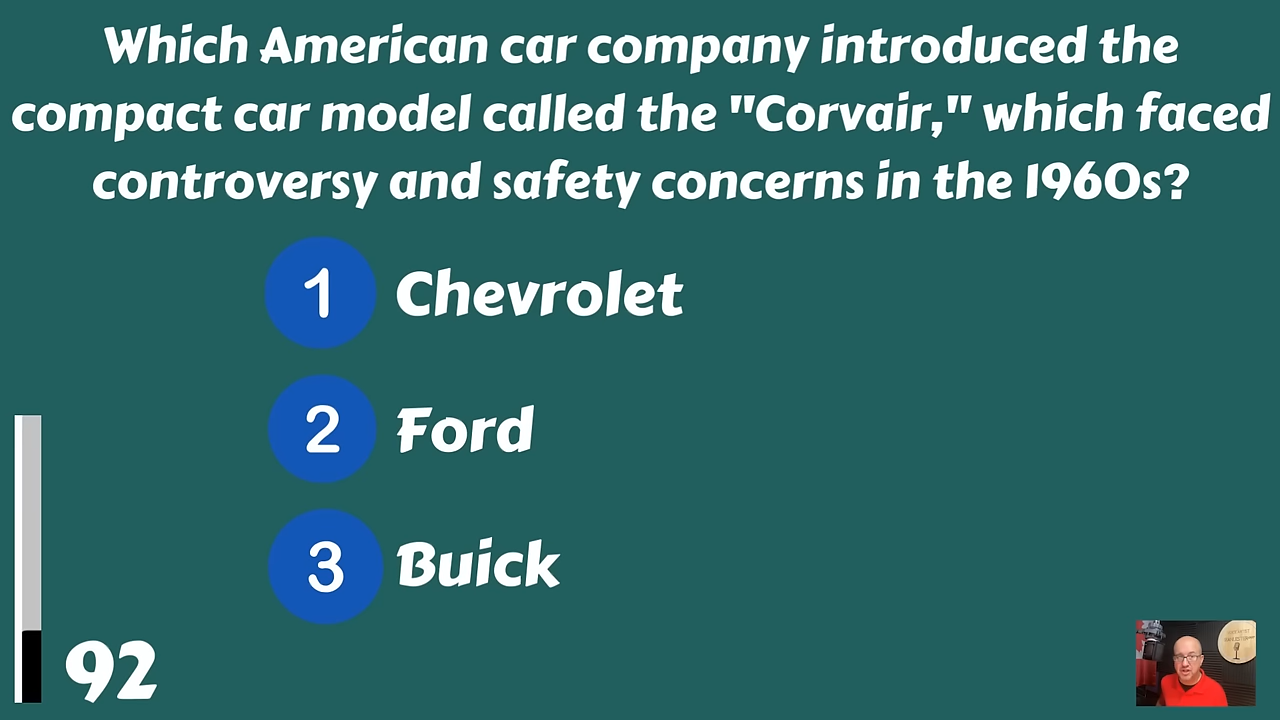 Which American car company introduced the
compact car model called the "Corvair," which faced
controversy and safety concerns in the 1960s?
1 Chevrolet
2 Ford
3 Buick
92